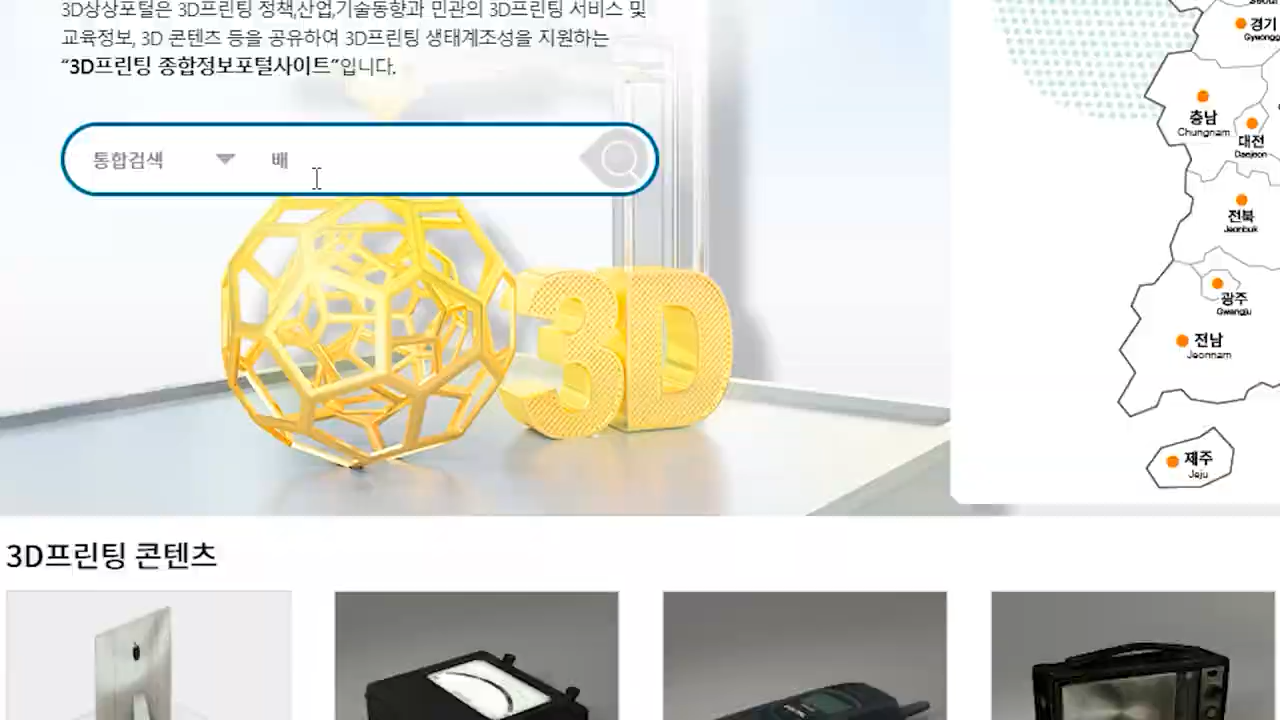 3D상상포털은 3D프린팅 정책,산업,기술동향과 민관의 3D프린팅 서비스 및
교육정보, 3D 콘텐츠 등을 공유하여 3D프린팅 생태계조성을 지원하는
“3D프린팅 종합정보포털사이트”입니다.
통합검색 배
3D
Seoul
경기
Gyeongg
충남
Chungnam
대전
Daejeon
전북
Jeonbuk
광주
Gwangju
전남
Jeonnam
제주
Jeju
3D프린팅 콘텐츠